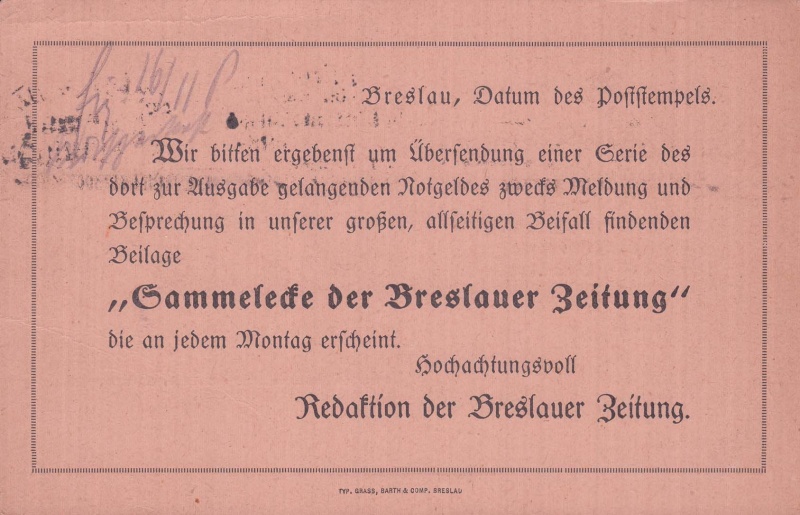 Breslau, Datum des Poststempels.
Wir bitten ergebenst um Übersendung einer Serie des
dort zur Ausgabe gelangenden Notgeldes zwecks Meldung und
Besprechung in unserer großen, allseitigen Beifall findenden
Beilage
„Sammelecke der Breslauer Zeitung“
die an jedem Montag erscheint.
Hochachtungsvoll
Redaktion der Breslauer Zeitung.
TYP. GRASS, BARTH & COMP. BRESLAU